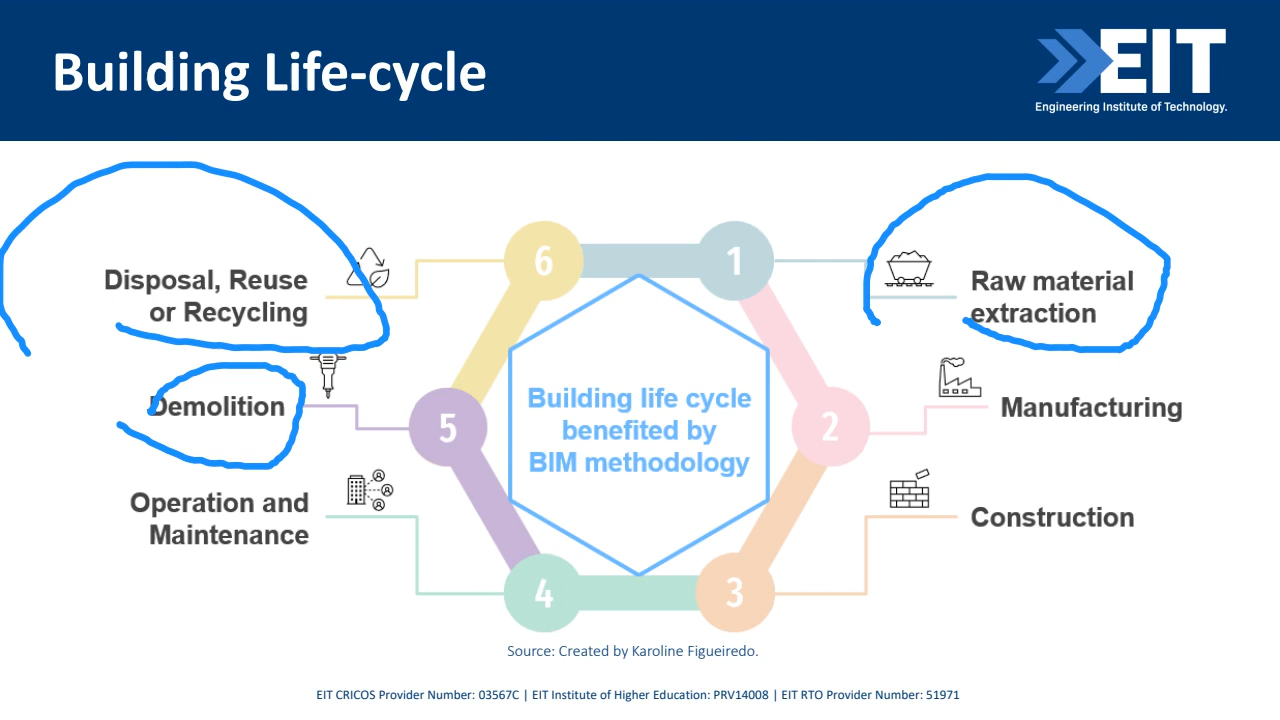 Building Life-cycle
EIT
Engineering Institute of Technology.
Disposal, Reuse
or Recycling
6
1
Raw material
extraction
Demolition
5
Building life cycle
benefited by
BIM methodology
2
Manufacturing
Operation and
Maintenance
4
3
Construction
Source: Created by Karoline Figueiredo.
EIT CRICOS Provider Number: 03567C | EIT Institute of Higher Education: PRV14008 | EIT RTO Provider Number: 51971